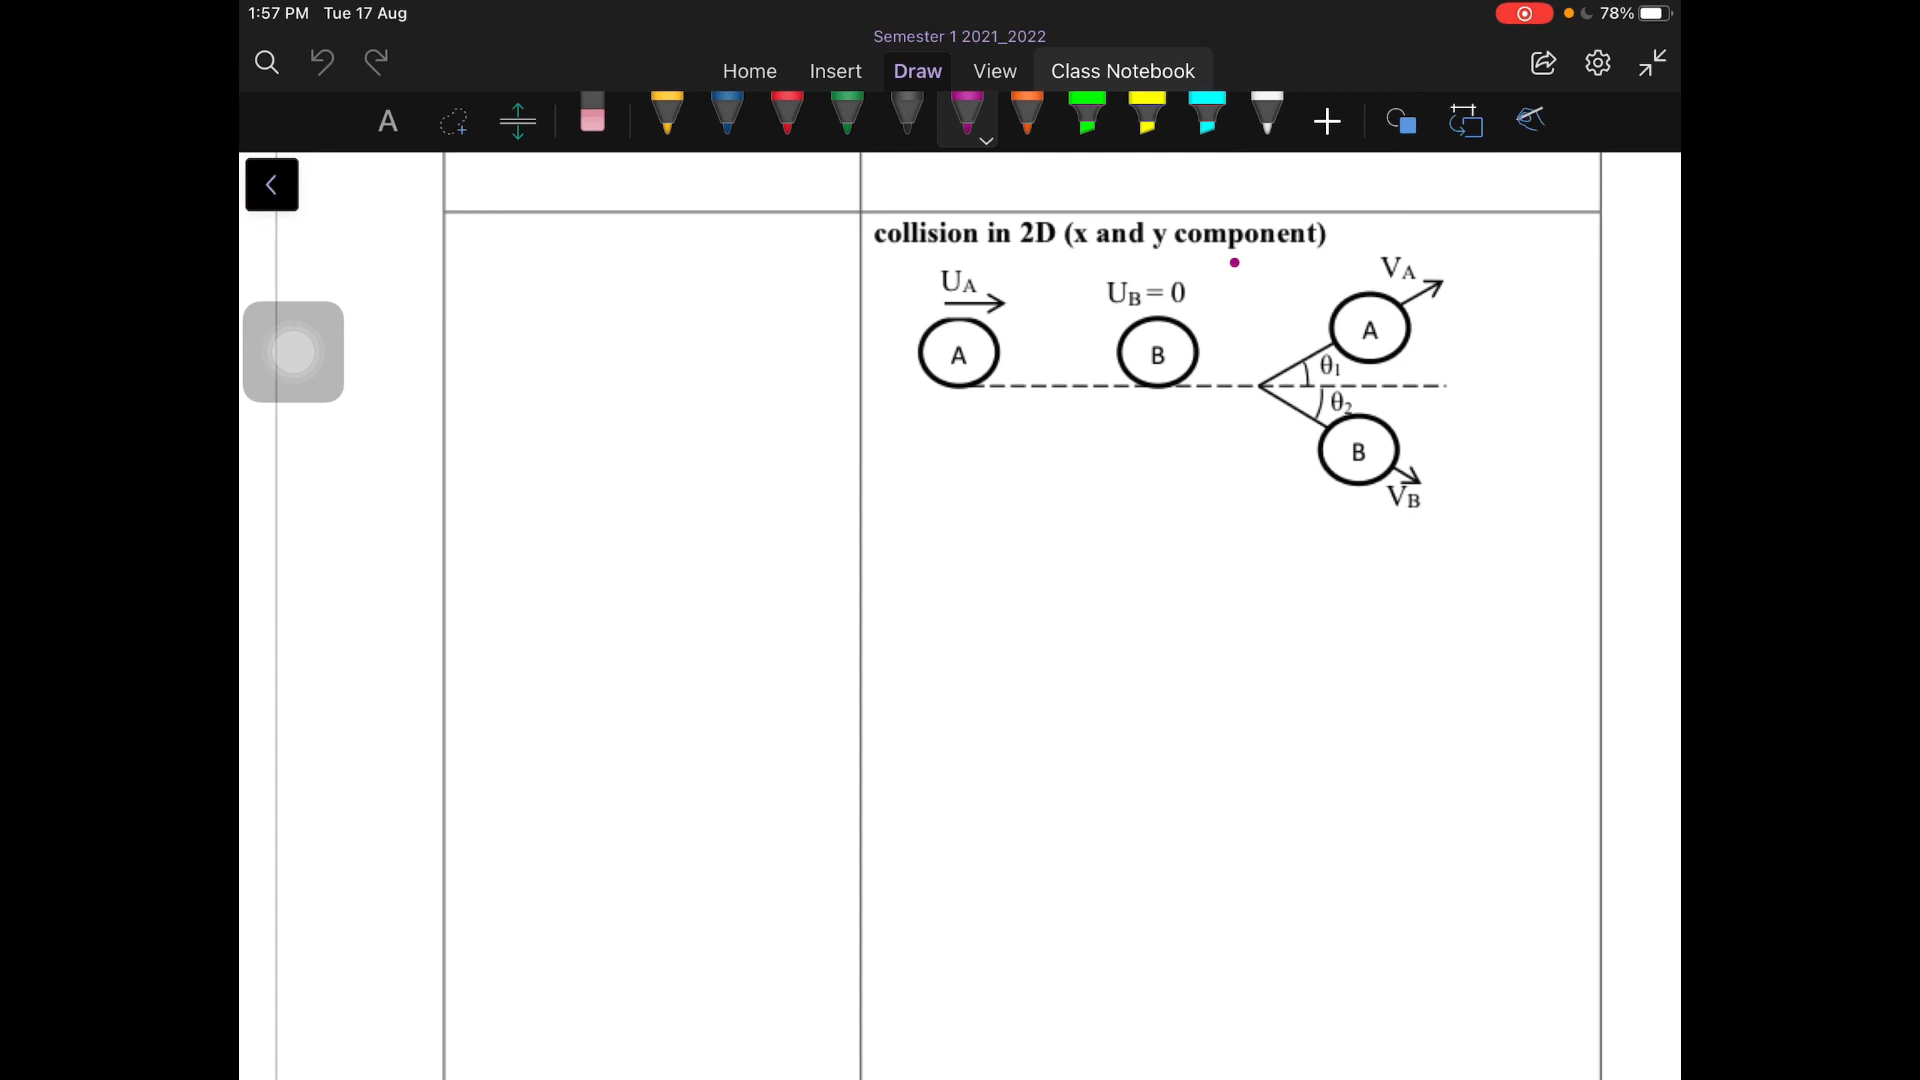 1:57 PM Tue 17 Aug
78%
Semester 1 2021_2022
Home Insert Draw View Class Notebook
A
collision in 2D (x and y component)
UA
UB = 0
VA
A
B
A
θ1
θ2
B
VB